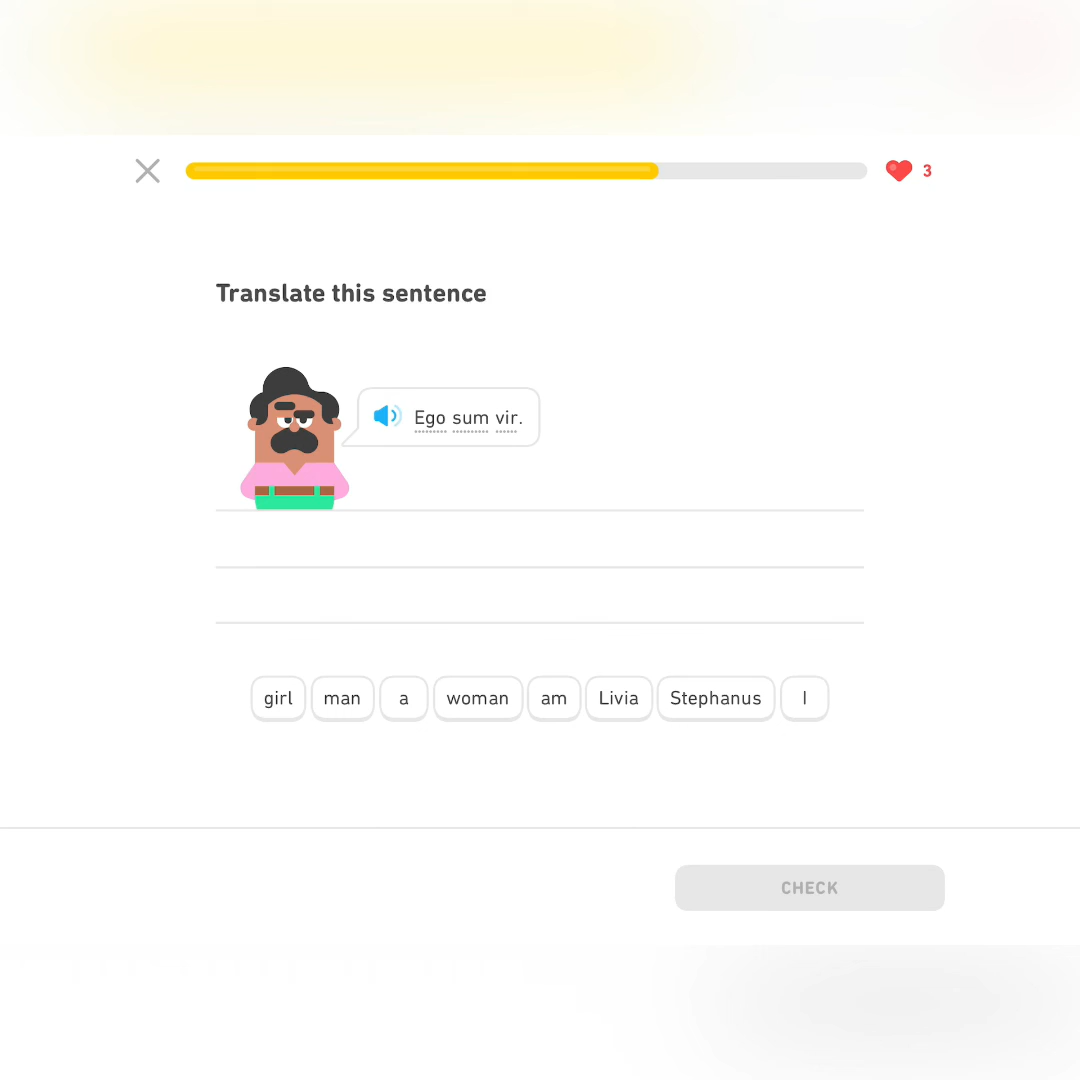 3
Translate this sentence
Ego sum vir.
girl man a woman am Livia Stephanus I
CHECK